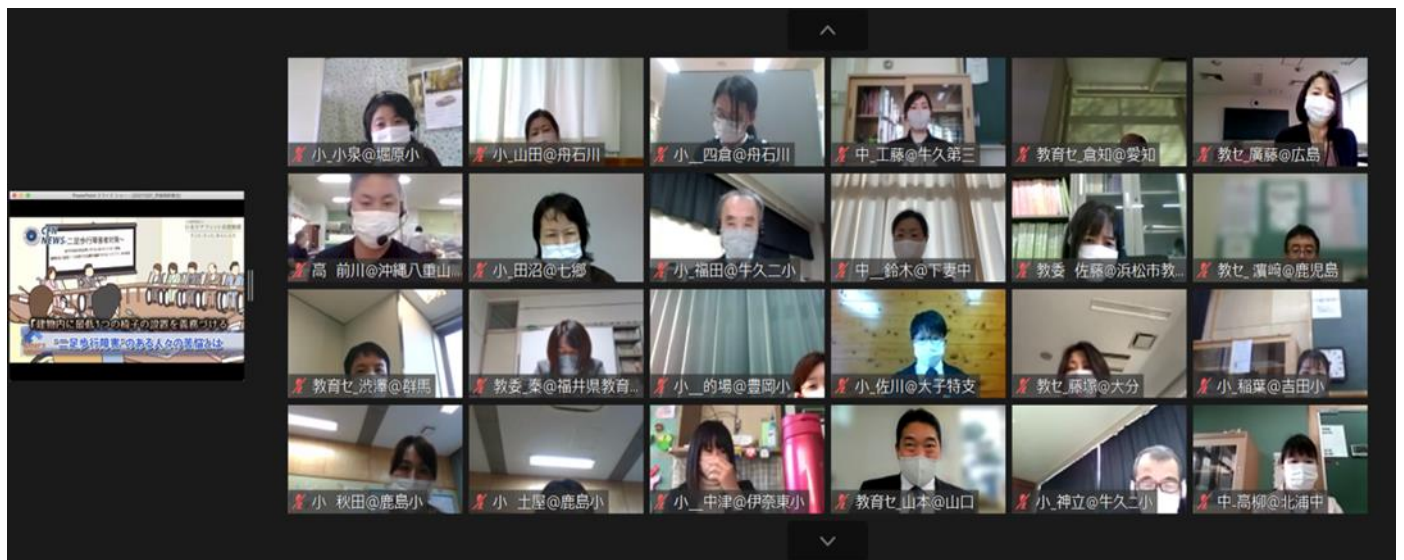 CFN
NEWS
二足歩行障害者対策~
『建物内に最低1つの椅子の設置を義務づける
"二足歩行障害"のある人々の苦悩とは
小_小泉@堀原小
小_山田@舟石川
小__四倉@舟石川
中_工藤@牛久第三
教育セ_倉知@愛知
教セ_廣藤@広島
高 前川@沖縄八重山...
小_田沼@七郷
小_福田@牛久二小
中__鈴木@下妻中
教委 佐藤@浜松市教...
教セ_濵﨑@鹿児島
教育セ_渋澤@群馬
教委_秦@福井県教育...
小__的場@豊岡小
小_佐川@大子特支
教セ_藤塚@大分
小_稲葉@吉田小
小 秋田@鹿島小
小 土屋@鹿島小
小__中津@伊奈東小
教育セ_山本@山口
小_神立@牛久二小
中-高柳@北浦中